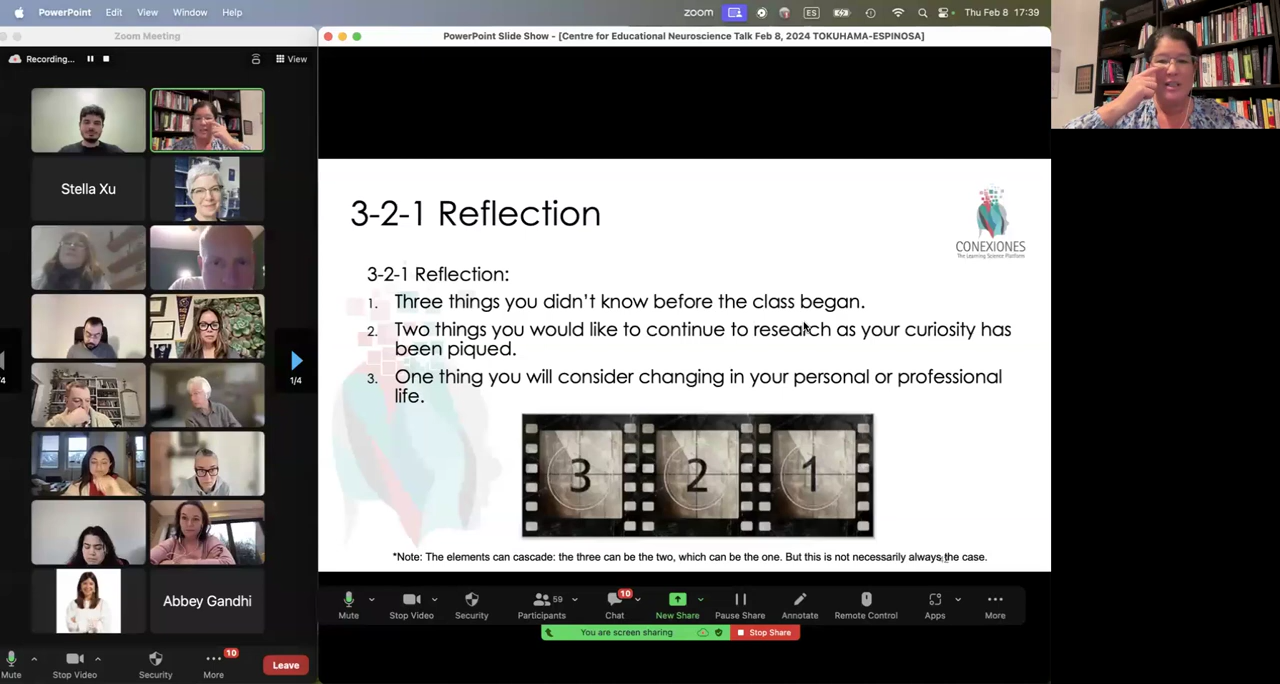 PowerPoint Edit View Window Help
zoom ES Thu Feb 8 17:39
Zoom Meeting
PowerPoint Slide Show - [Centre for Educational Neuroscience Talk Feb 8, 2024 TOKUHAMA-ESPINOSA]
Recording... View
Stella Xu
1/4
Abbey Gandhi
3-2-1 Reflection
CONEXIONES
The Learning Science Platform
3-2-1 Reflection:
1. Three things you didn't know before the class began.
2. Two things you would like to continue to research as your curiosity has
been piqued.
3. One thing you will consider changing in your personal or professional
life.
3 2 1
*Note: The elements can cascade: the three can be the two, which can be the one. But this is not necessarily always the case.
59 10
Mute Stop Video Security Participants Chat New Share Pause Share Annotate Remote Control Apps More
You are screen sharing Stop Share
10
Mute Stop Video Security More Leave